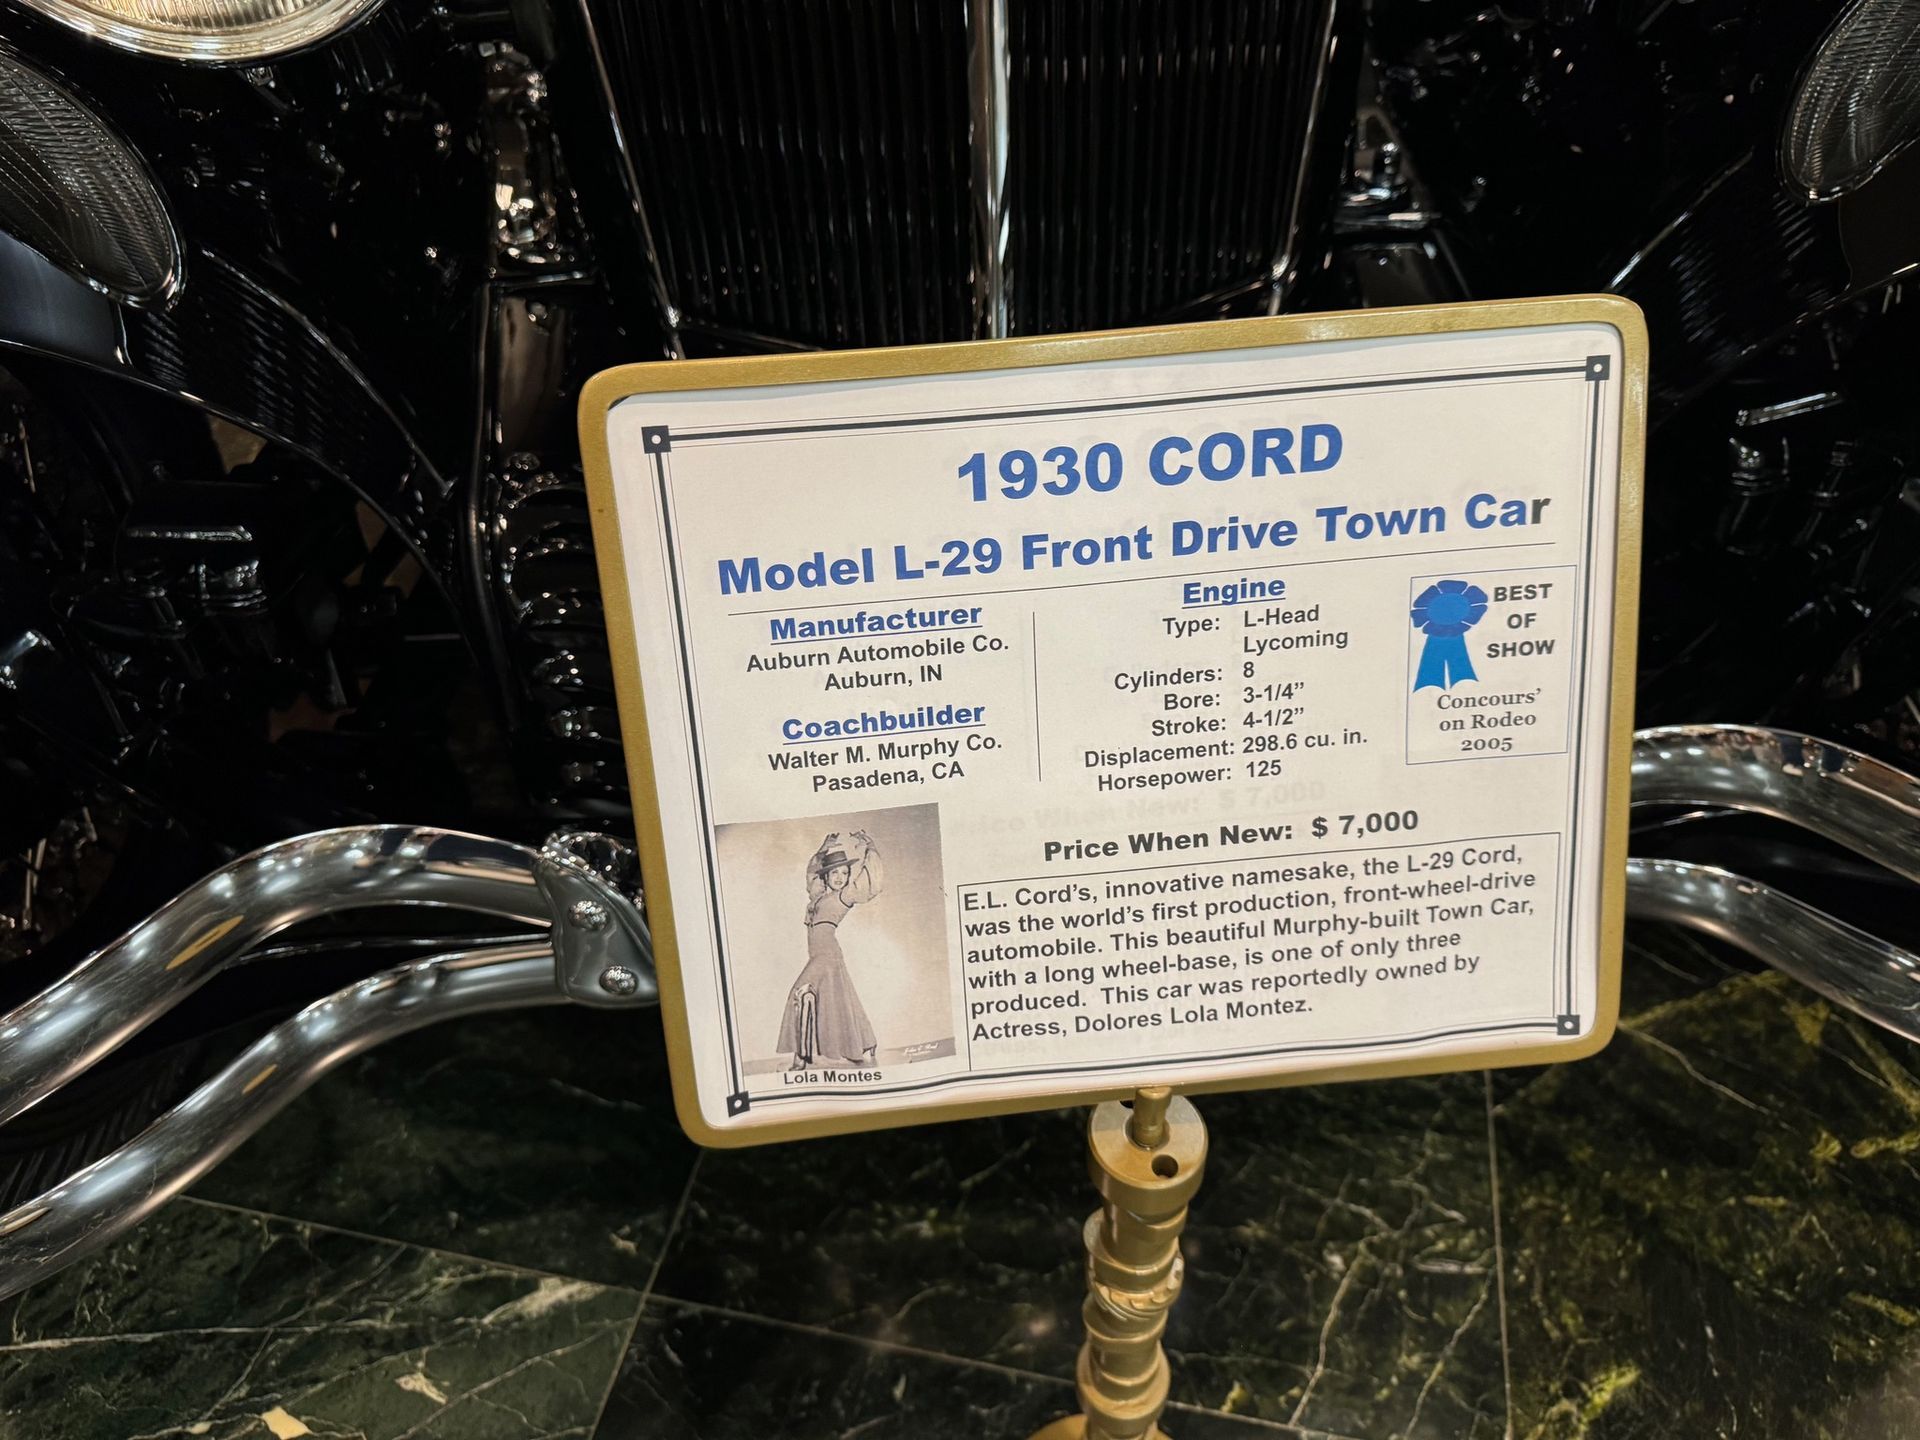 1930 CORD
Model L-29 Front Drive Town Car
Manufacturer
Auburn Automobile Co.
Auburn, IN
Coachbuilder
Walter M. Murphy Co.
Pasadena, CA
Engine
Type: L-Head
Lycoming
Cylinders: 8
Bore: 3-1/4”
Stroke: 4-1/2”
Displacement: 298.6 cu. in.
Horsepower: 125
BEST
OF
SHOW
Concours’
on Rodeo
2005
Price When New: $ 7,000
E.L. Cord’s, innovative namesake, the L-29 Cord,
was the world’s first production, front-wheel-drive
automobile. This beautiful Murphy-built Town Car,
with a long wheel-base, is one of only three
produced. This car was reportedly owned by
Actress, Dolores Lola Montez.
Lola Montes